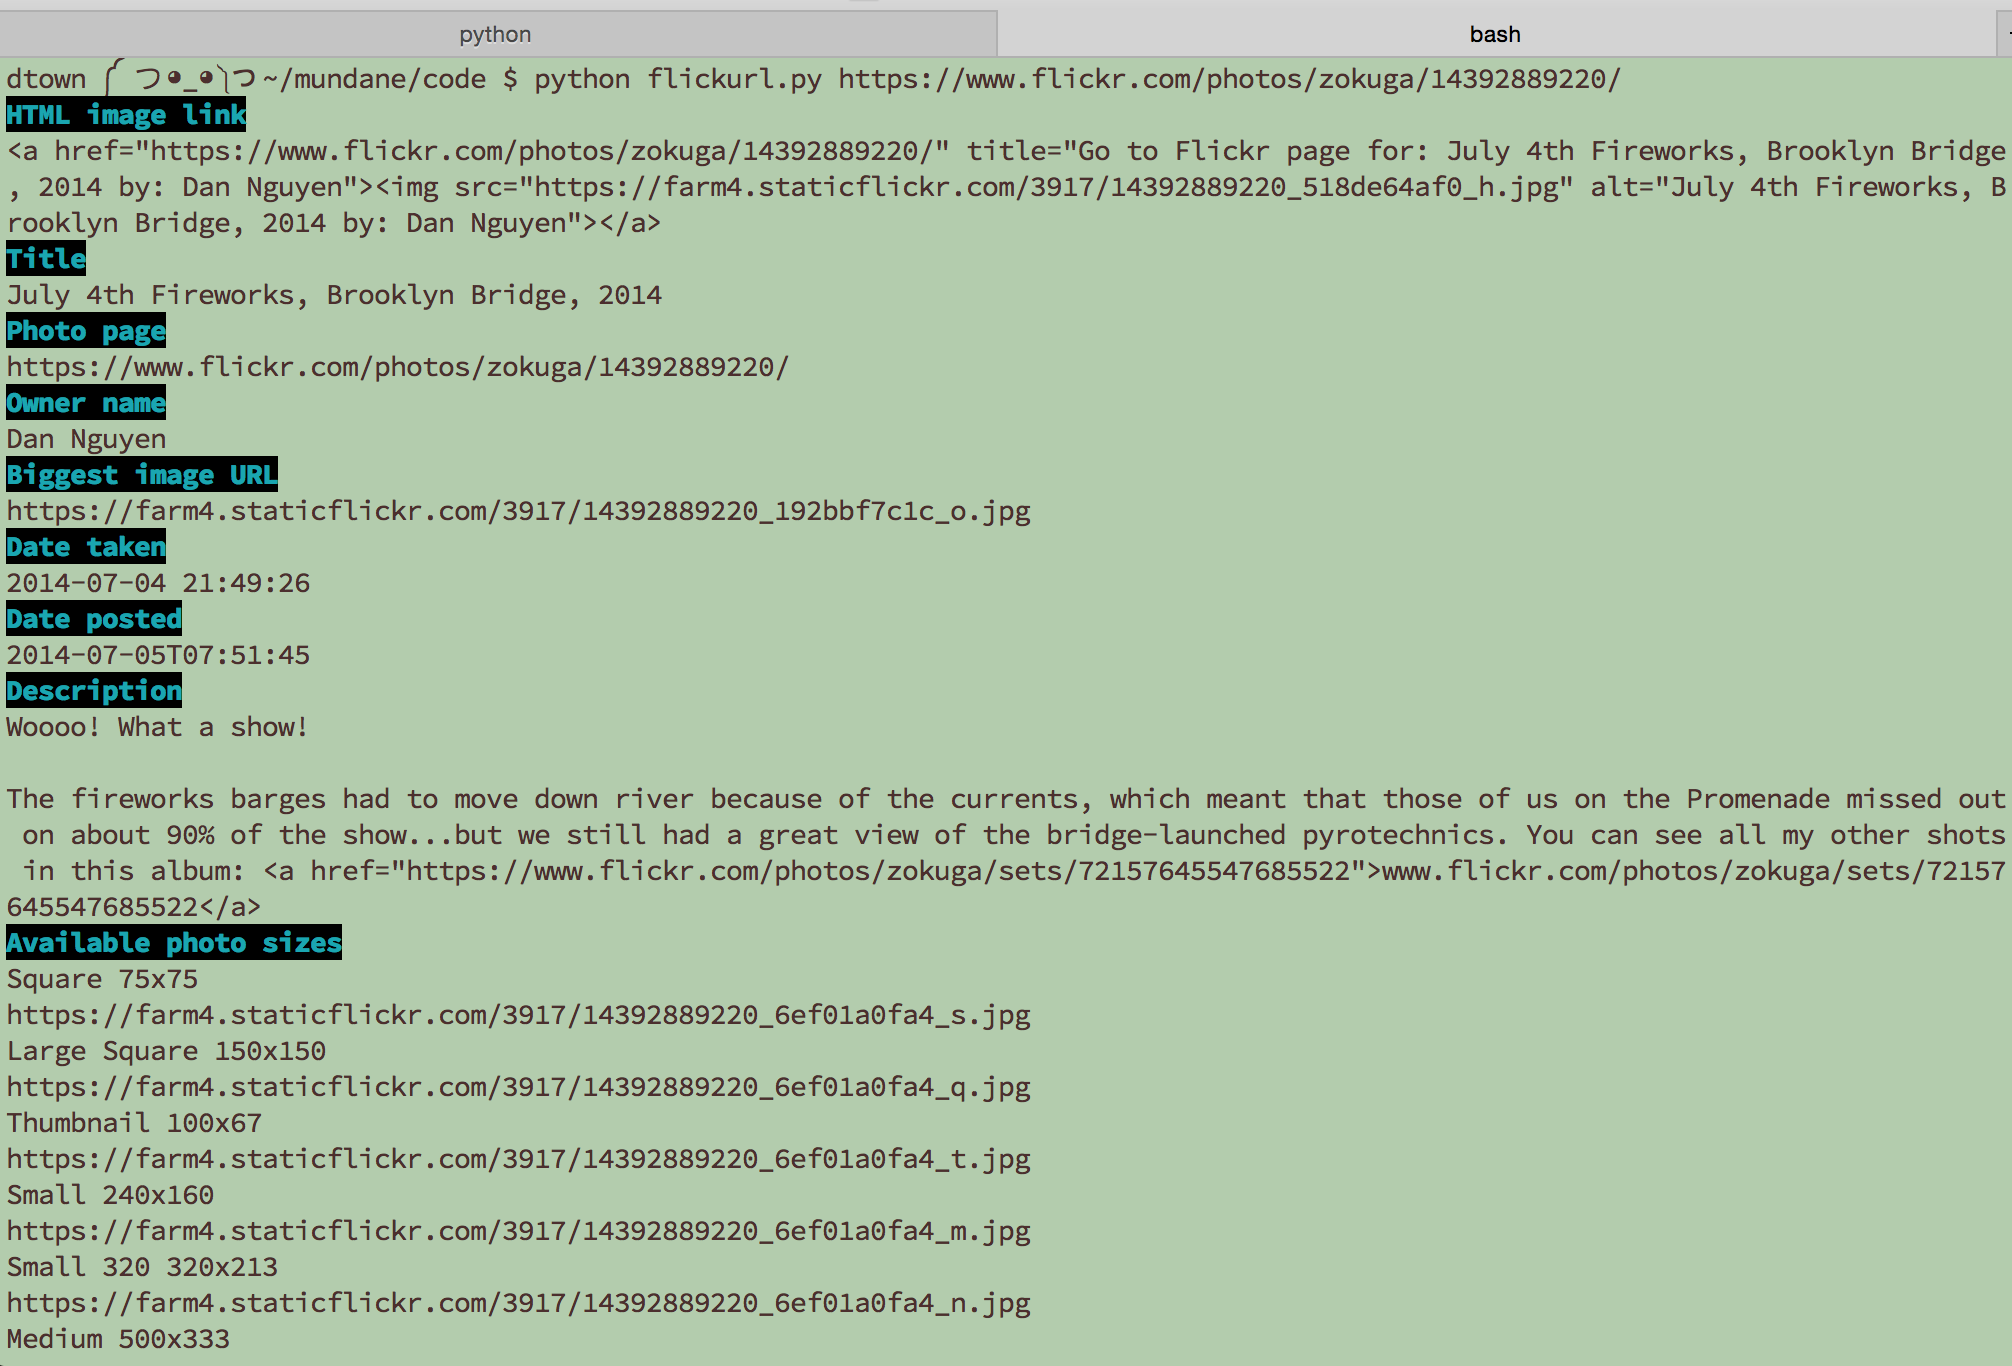 python
bash
dtown ༼ つ ◕_◕༽つ ~/mundane/code $ python flickurl.py https://www.flickr.com/photos/zokuga/14392889220/
HTML image link
<a href="https://www.flickr.com/photos/zokuga/14392889220/" title="Go to Flickr page for: July 4th Fireworks, Brooklyn Bridge
, 2014 by: Dan Nguyen"><img src="https://farm4.staticflickr.com/3917/14392889220_518de64af0_h.jpg" alt="July 4th Fireworks, B
rooklyn Bridge, 2014 by: Dan Nguyen"></a>
Title
July 4th Fireworks, Brooklyn Bridge, 2014
Photo page
https://www.flickr.com/photos/zokuga/14392889220/
Owner name
Dan Nguyen
Biggest image URL
https://farm4.staticflickr.com/3917/14392889220_192bbf7c1c_o.jpg
Date taken
2014-07-04 21:49:26
Date posted
2014-07-05T07:51:45
Description
Woooo! What a show!
The fireworks barges had to move down river because of the currents, which meant that those of us on the Promenade missed out
on about 90% of the show...but we still had a great view of the bridge-launched pyrotechnics. You can see all my other shots
in this album: <a href="https://www.flickr.com/photos/zokuga/sets/72157645547685522">www.flickr.com/photos/zokuga/sets/72157
645547685522</a>
Available photo sizes
Square 75x75
https://farm4.staticflickr.com/3917/14392889220_6ef01a0fa4_s.jpg
Large Square 150x150
https://farm4.staticflickr.com/3917/14392889220_6ef01a0fa4_q.jpg
Thumbnail 100x67
https://farm4.staticflickr.com/3917/14392889220_6ef01a0fa4_t.jpg
Small 240x160
https://farm4.staticflickr.com/3917/14392889220_6ef01a0fa4_m.jpg
Small 320 320x213
https://farm4.staticflickr.com/3917/14392889220_6ef01a0fa4_n.jpg
Medium 500x333